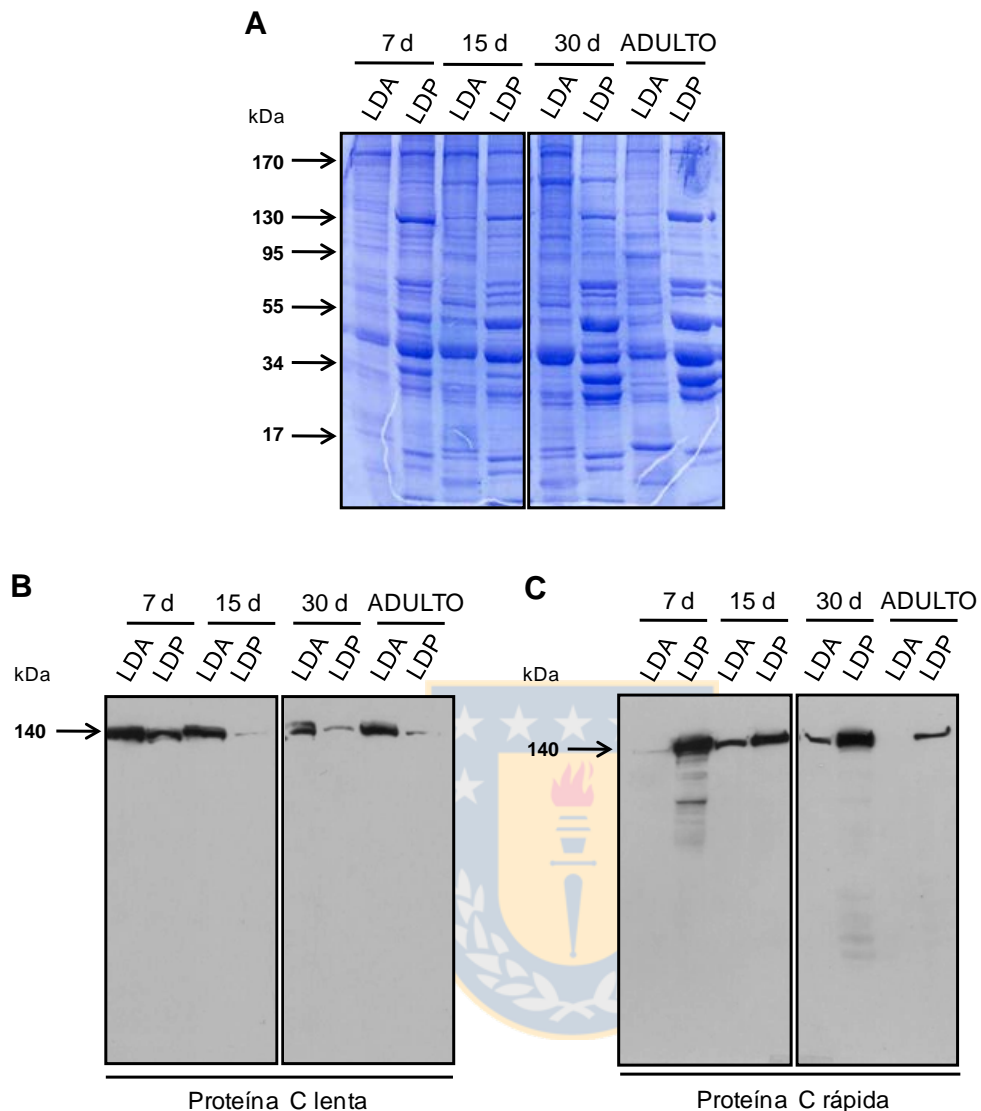 A
7 d 15 d 30 d ADULTO
LDA LDP LDA LDP LDA LDP LDA LDP
kDa
170
130
95
55
34
17
B
7 d 15 d 30 d ADULTO
LDA LDP LDA LDP LDA LDP LDA LDP
kDa
140
Proteína C lenta
C
7 d 15 d 30 d ADULTO
LDA LDP LDA LDP LDA LDP LDA LDP
kDa
140
Proteína C rápida